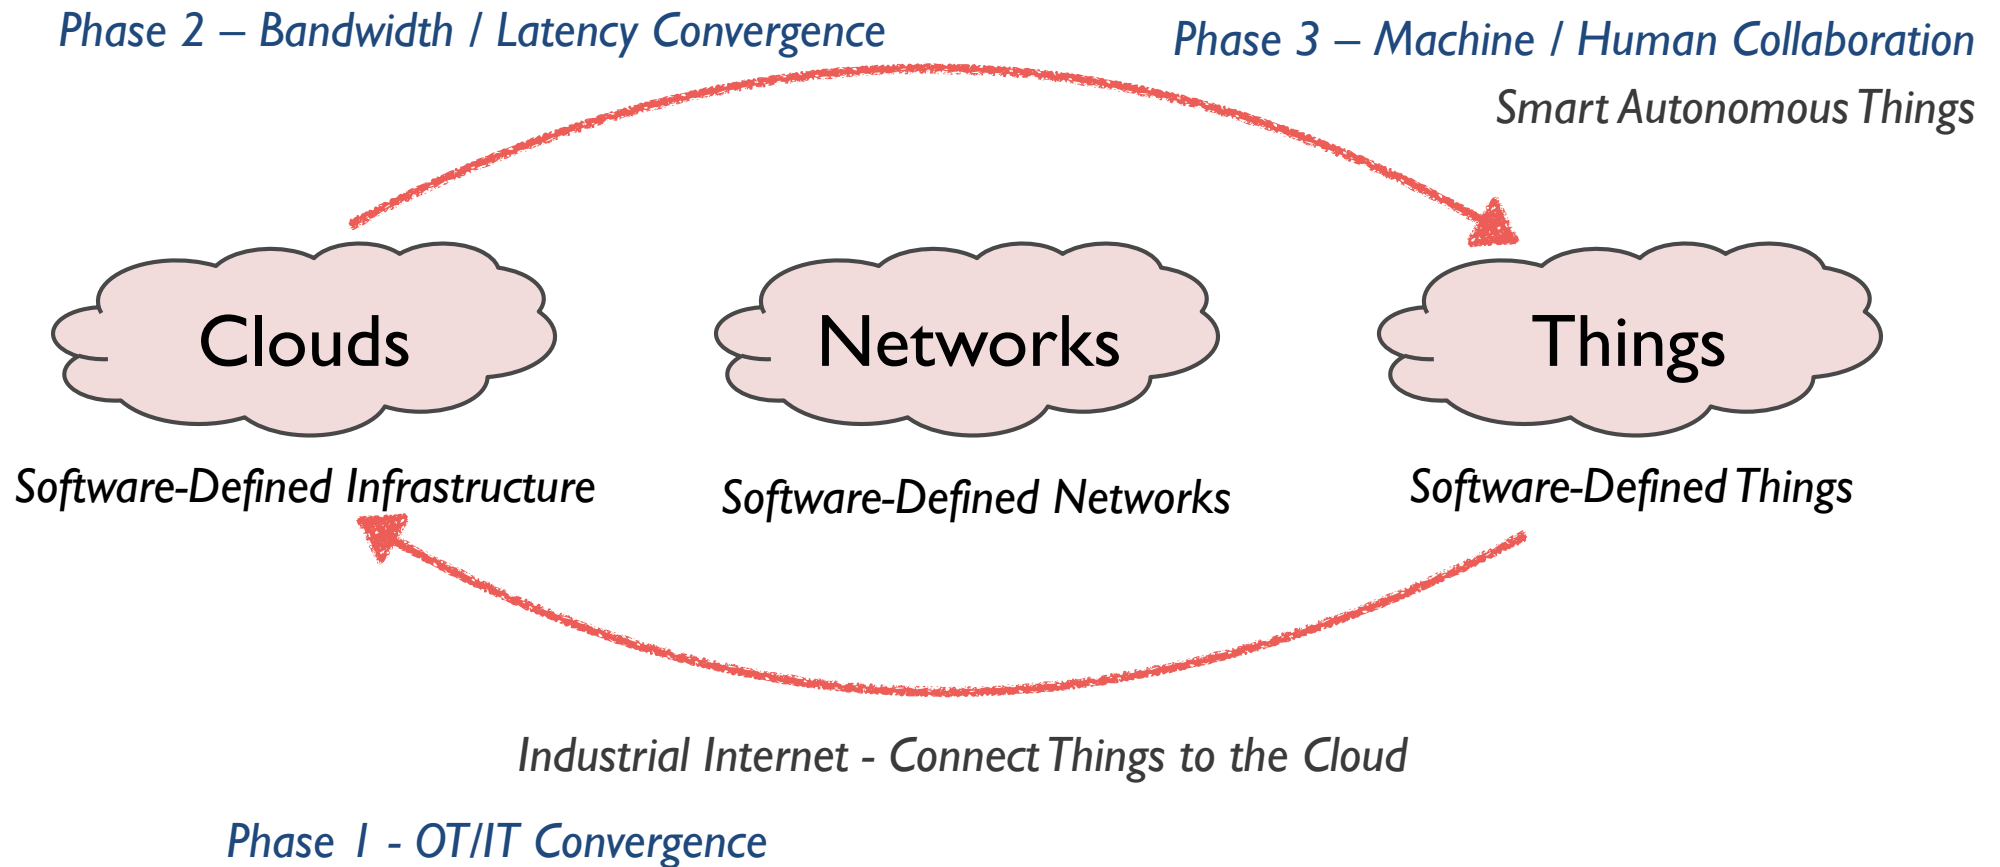 Phase 2 – Bandwidth / Latency Convergence
Phase 3 – Machine / Human Collaboration
Smart Autonomous Things
Clouds
Networks
Things
Software-Defined Infrastructure
Software-Defined Networks
Software-Defined Things
Industrial Internet - Connect Things to the Cloud
Phase 1 - OT/IT Convergence